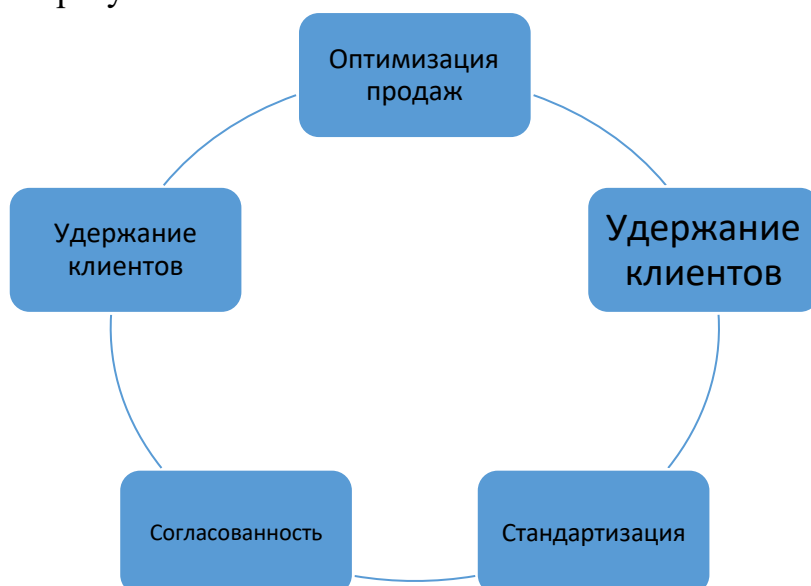 Оптимизация
продаж
Удержание
клиентов
Удержание
клиентов
Согласованность
Стандартизация